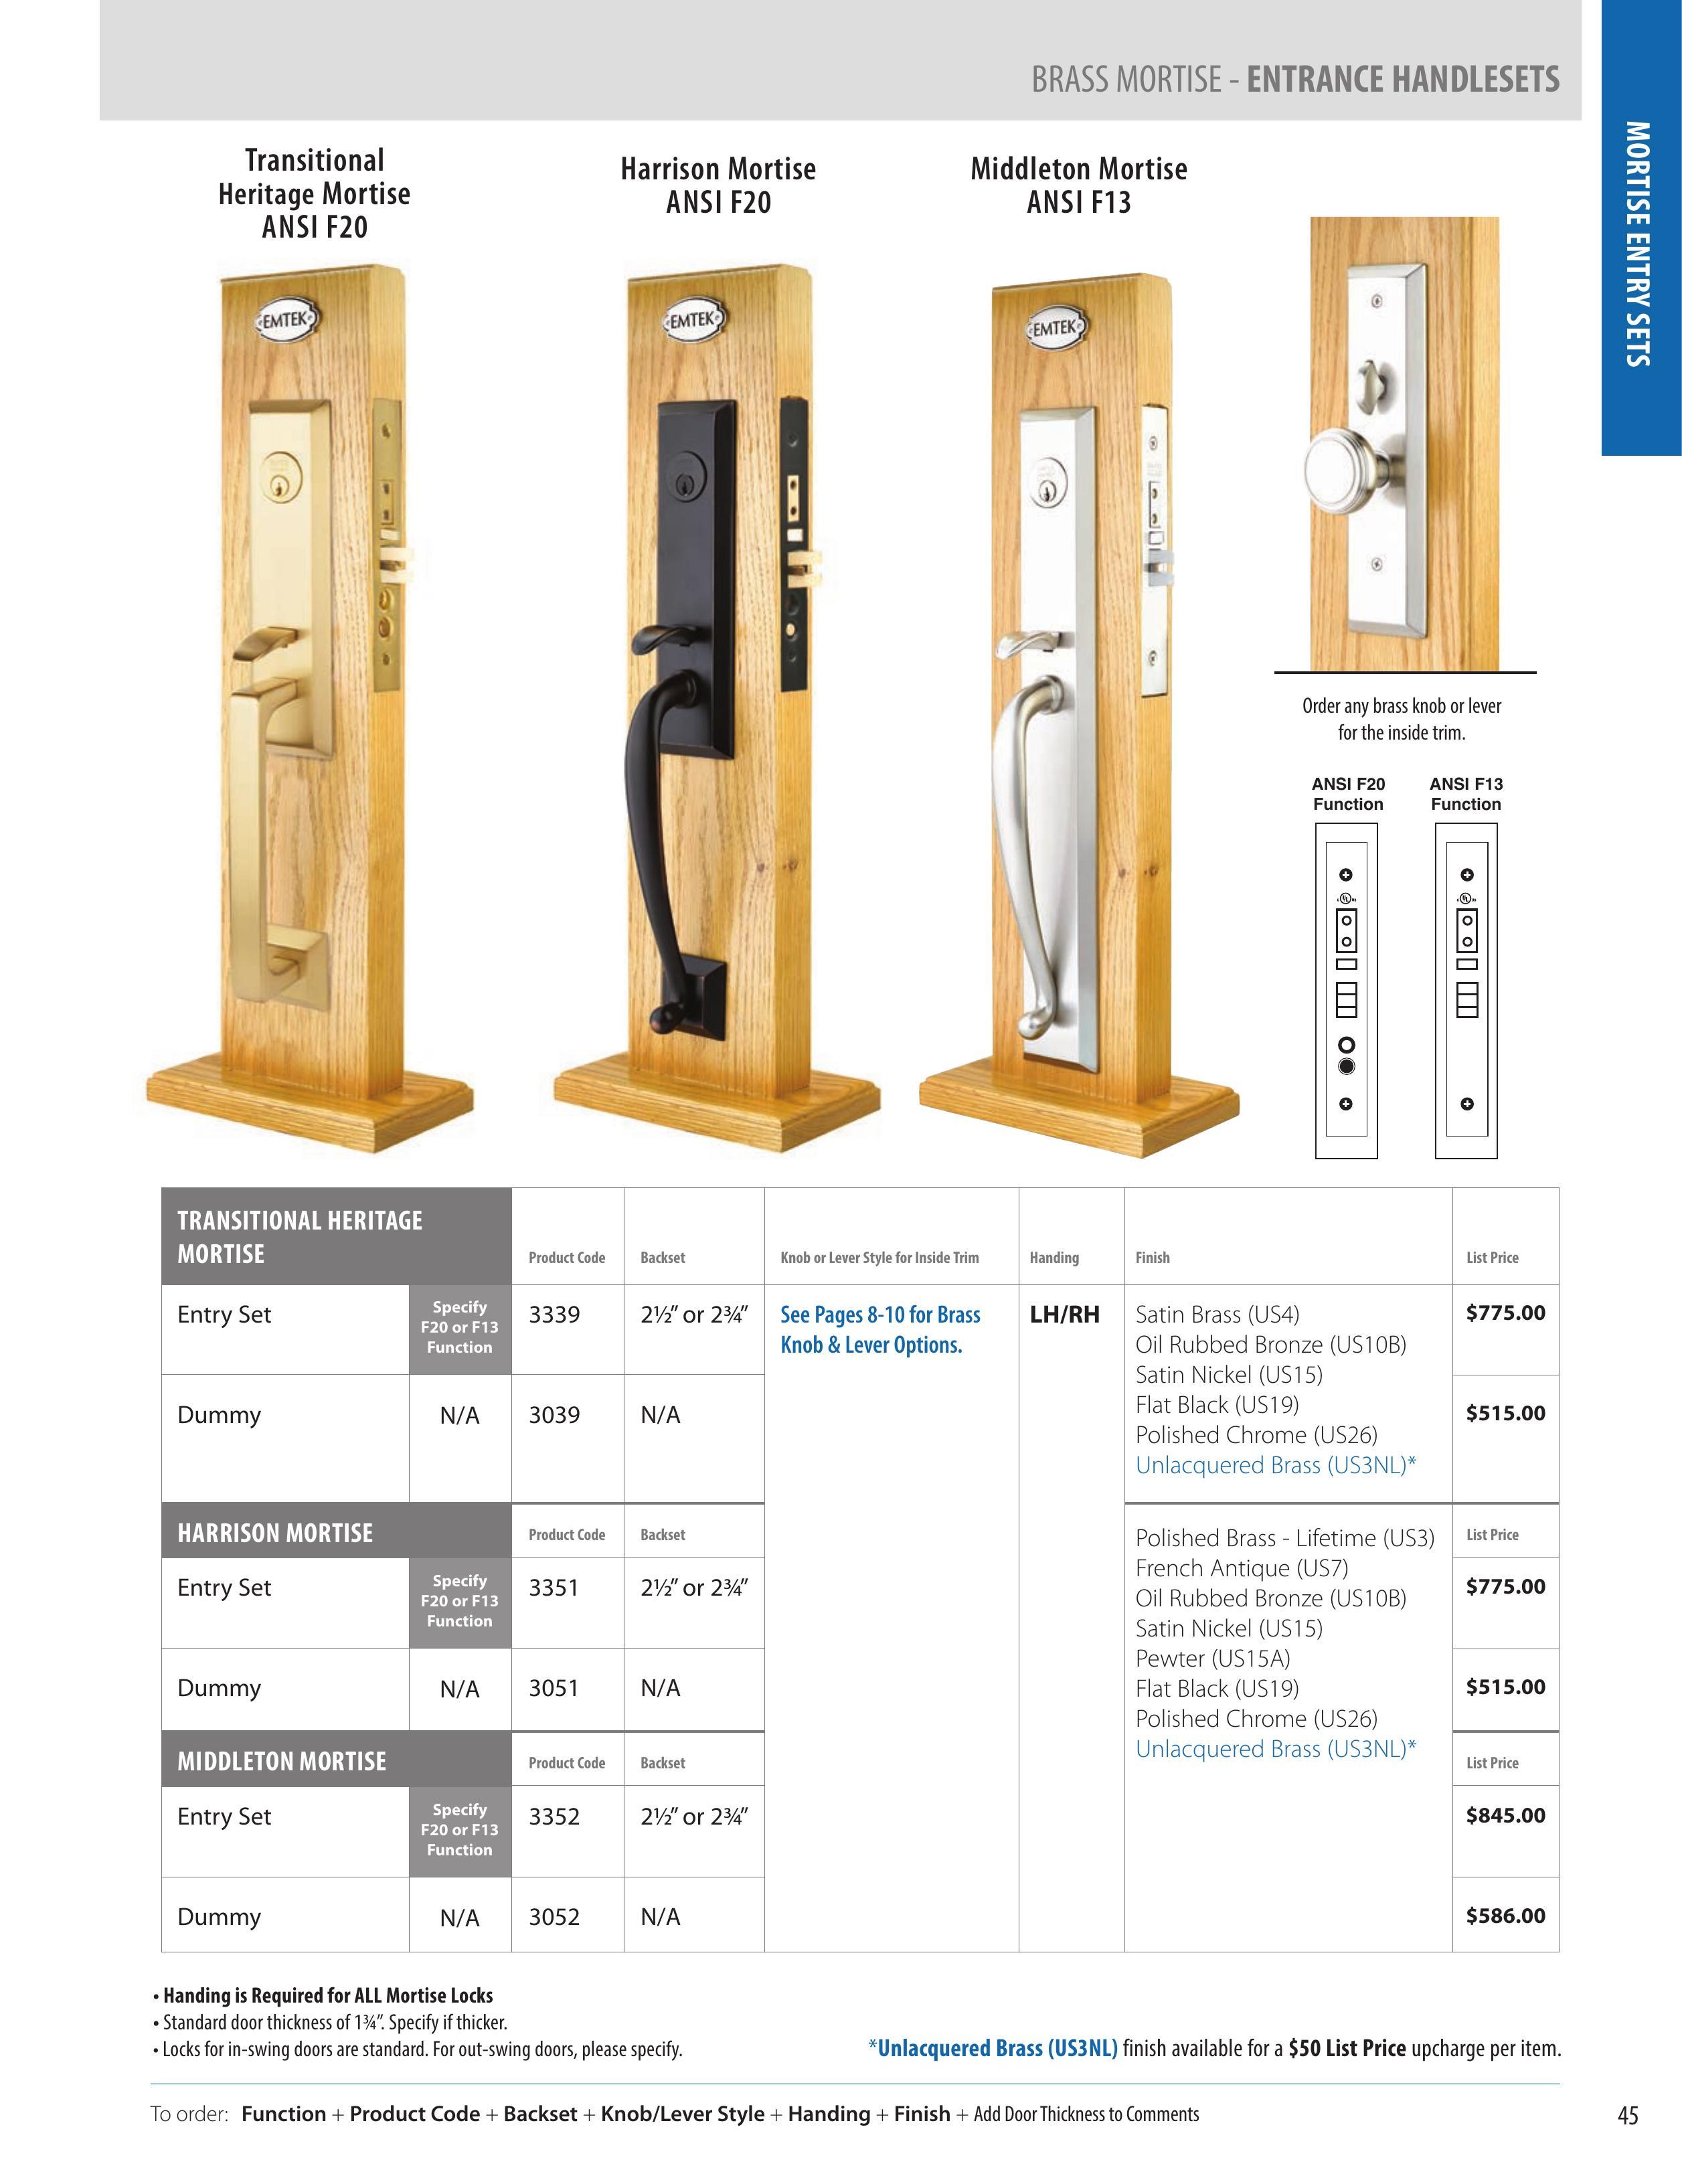 BRASS MORTISE - ENTRANCE HANDLESETS
MORTISE ENTRY SETS
Transitional
Heritage Mortise
ANSI F20
Harrison Mortise
ANSI F20
Middleton Mortise
ANSI F13
EMTEK
EMTEK
EMTEK
Order any brass knob or lever
for the inside trim.
ANSI F20
Function
ANSI F13
Function
TRANSITIONAL HERITAGE
MORTISE
Product Code Backset Knob or Lever Style for Inside Trim Handing Finish List Price
Entry Set
Specify
F20 or F13
Function
3339 2½” or 2¾”
See Pages 8-10 for Brass
Knob & Lever Options.
LH/RH
Satin Brass (US4)
Oil Rubbed Bronze (US10B)
Satin Nickel (US15)
Flat Black (US19)
Polished Chrome (US26)
Unlacquered Brass (US3NL)*
$775.00
Dummy N/A 3039 N/A $515.00
HARRISON MORTISE Product Code Backset List Price
Polished Brass - Lifetime (US3)
French Antique (US7)
Oil Rubbed Bronze (US10B)
Satin Nickel (US15)
Pewter (US15A)
Flat Black (US19)
Polished Chrome (US26)
Unlacquered Brass (US3NL)*
Entry Set
Specify
F20 or F13
Function
3351 2½” or 2¾” $775.00
Dummy N/A 3051 N/A $515.00
MIDDLETON MORTISE Product Code Backset List Price
Entry Set
Specify
F20 or F13
Function
3352 2½” or 2¾” $845.00
Dummy N/A 3052 N/A $586.00
• Handing is Required for ALL Mortise Locks
• Standard door thickness of 1¾”. Specify if thicker.
• Locks for in-swing doors are standard. For out-swing doors, please specify.
*Unlacquered Brass (US3NL) finish available for a $50 List Price upcharge per item.
To order: Function + Product Code + Backset + Knob/Lever Style + Handing + Finish + Add Door Thickness to Comments
45